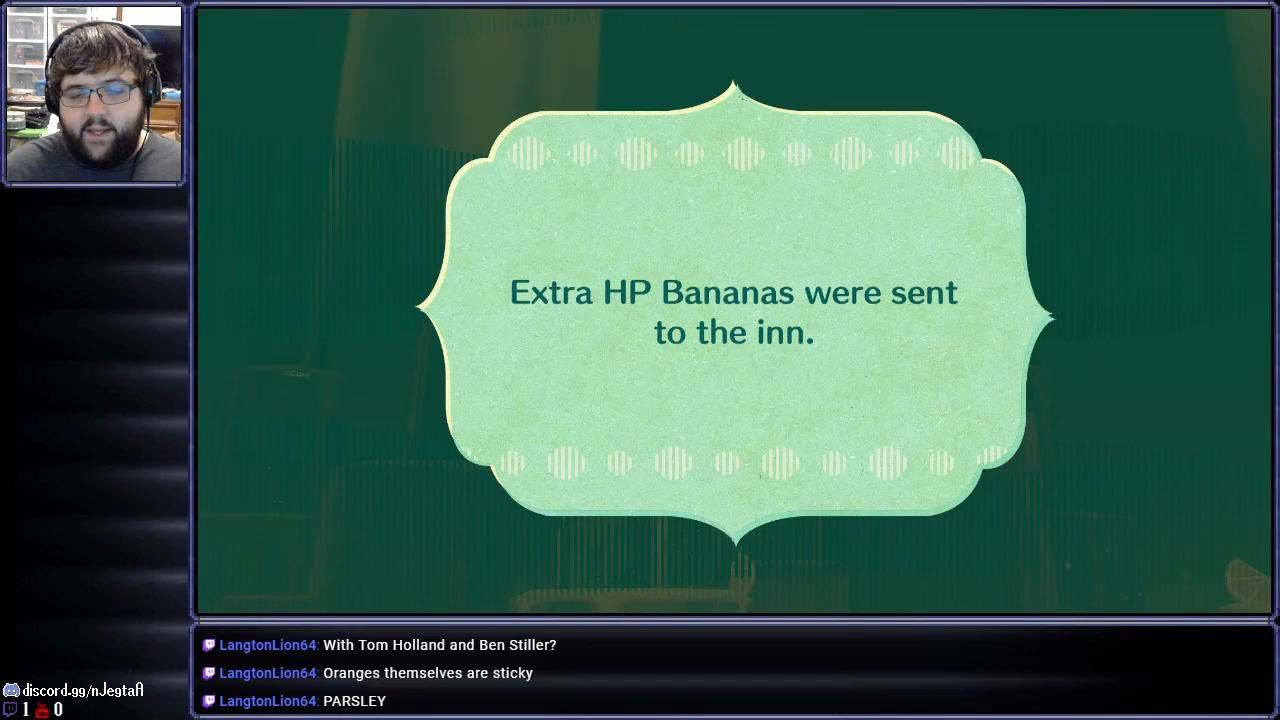 Extra HP Bananas were sent
to the inn.
LangtonLion64: With Tom Holland and Ben Stiller?
LangtonLion64: Oranges themselves are sticky
LangtonLion64: PARSLEY
discord.gg/nJegtaA
1 0